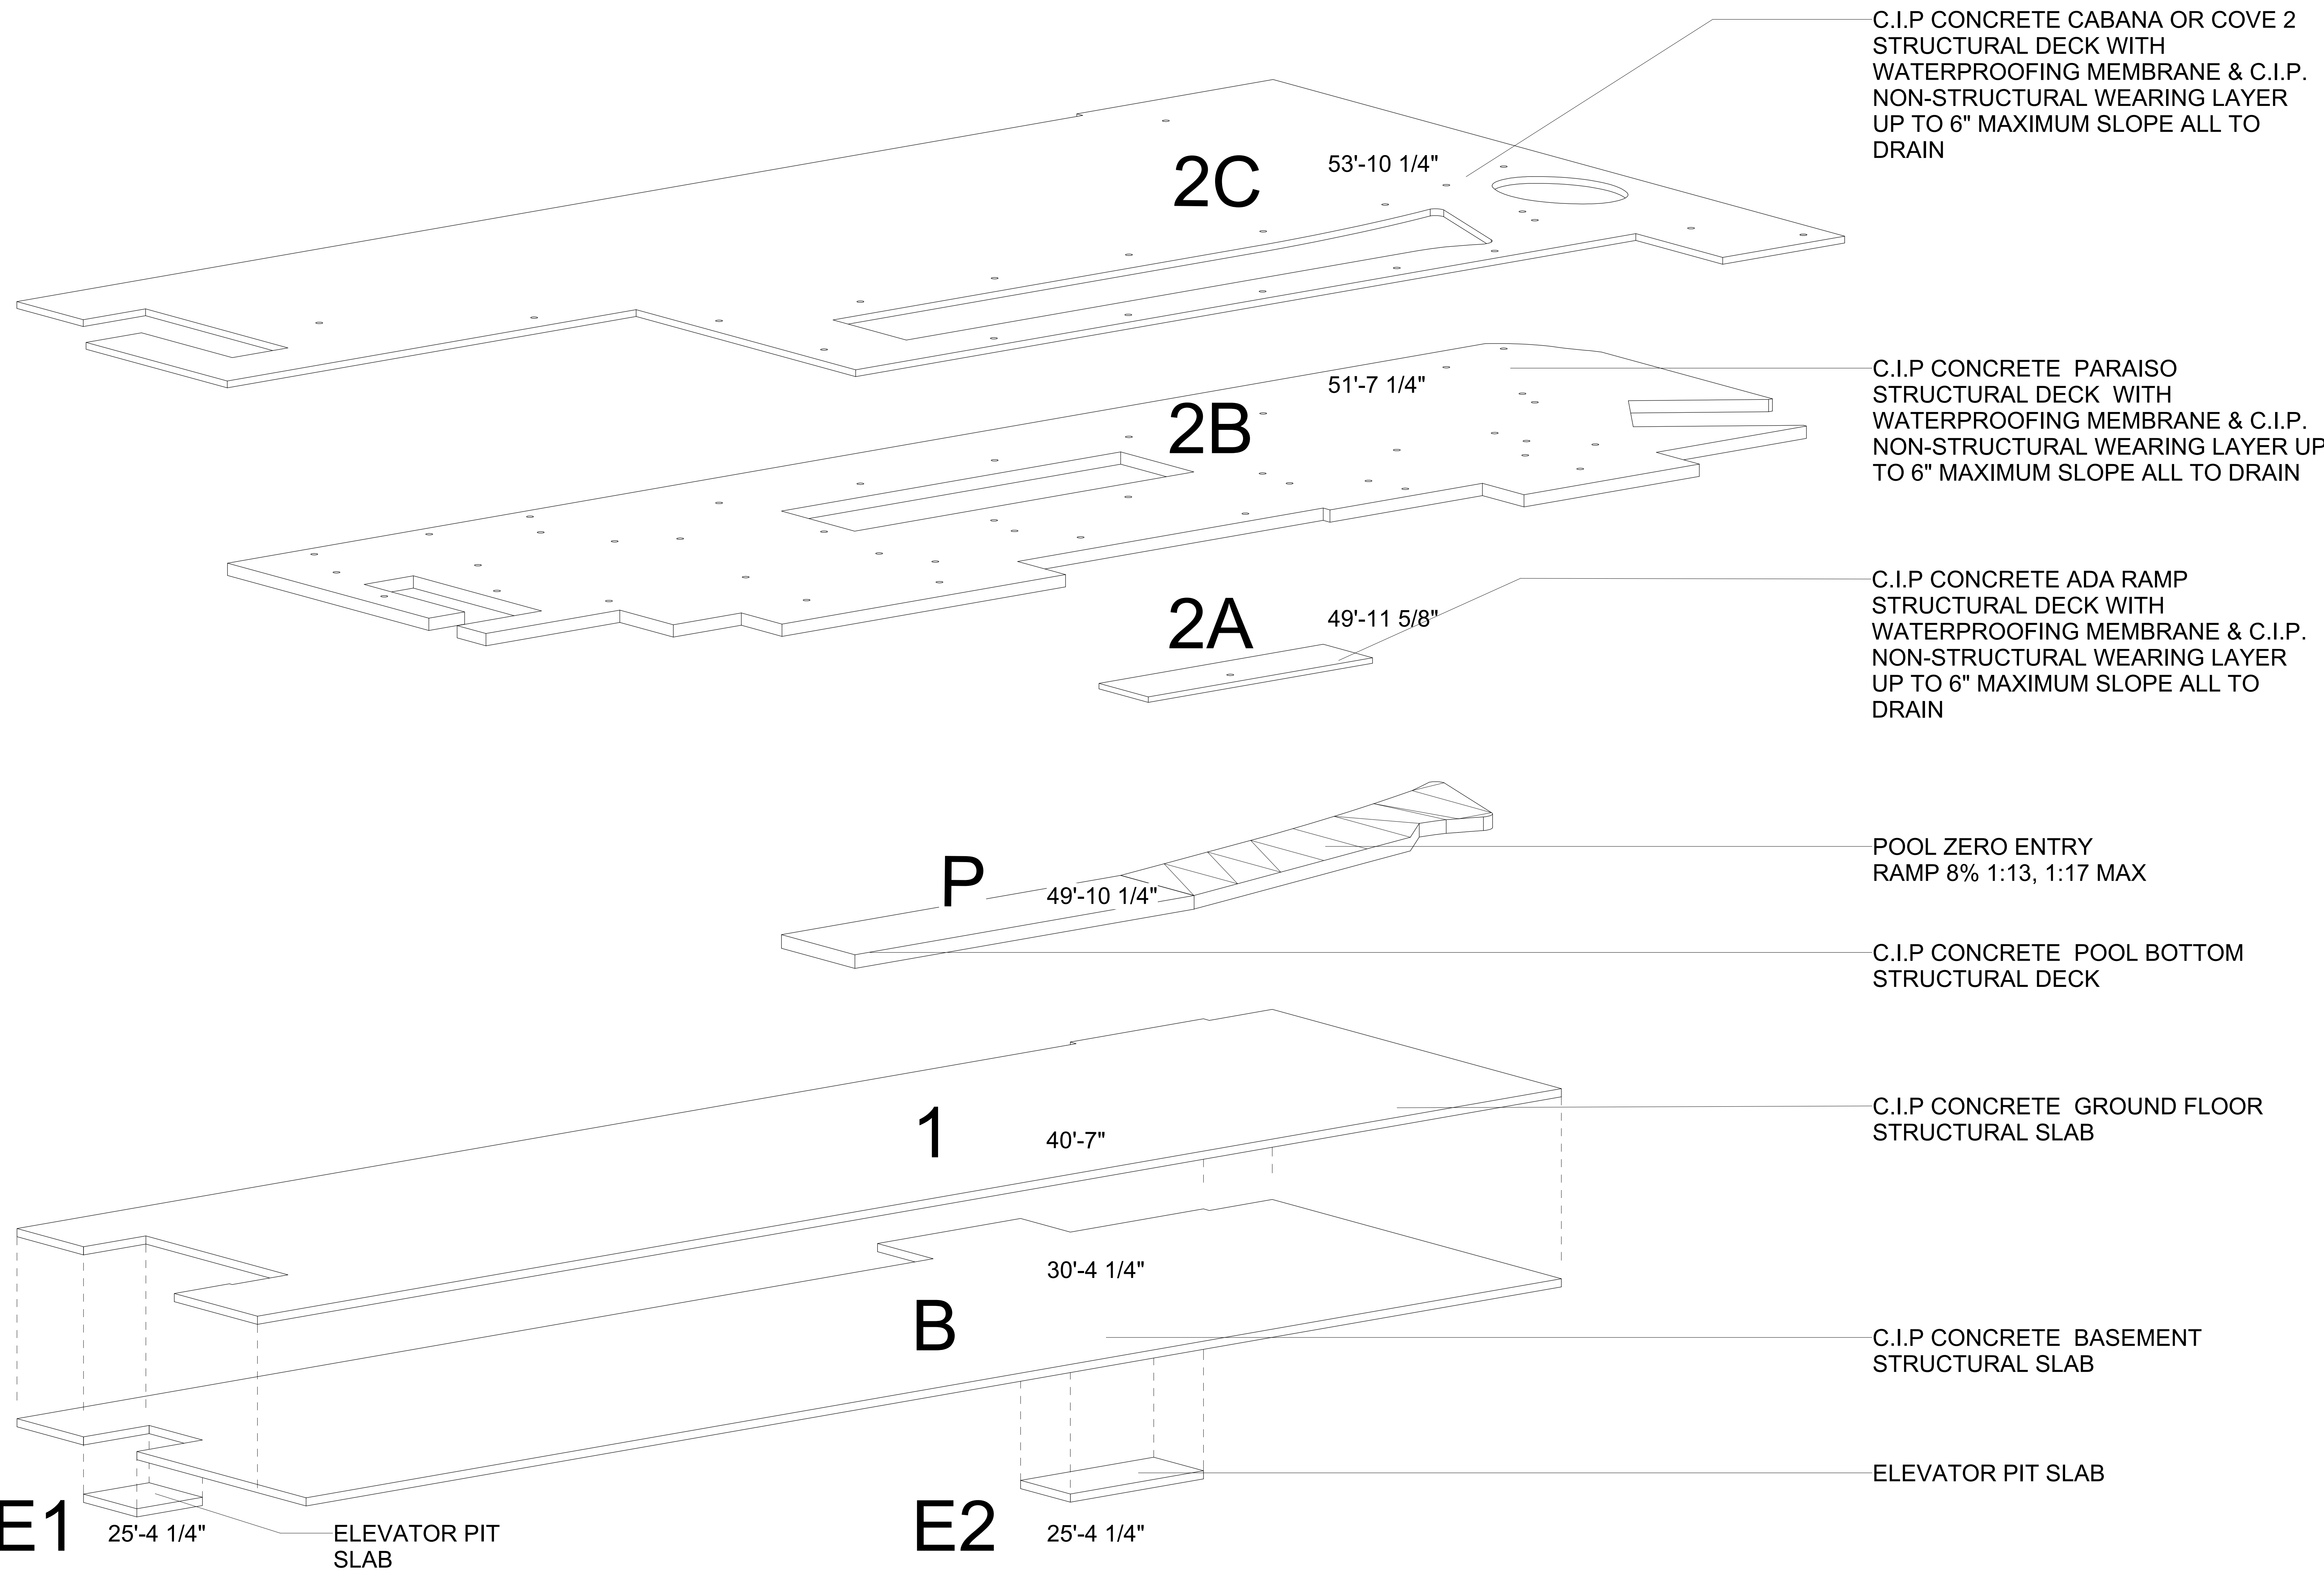 C.I.P CONCRETE CABANA OR COVE 2
STRUCTURAL DECK WITH
WATERPROOFING MEMBRANE & C.I.P.
NON-STRUCTURAL WEARING LAYER
UP TO 6" MAXIMUM SLOPE ALL TO
DRAIN
2C
53'-10 1/4"
C.I.P CONCRETE PARAISO
STRUCTURAL DECK WITH
WATERPROOFING MEMBRANE & C.I.P.
NON-STRUCTURAL WEARING LAYER UP
TO 6" MAXIMUM SLOPE ALL TO DRAIN
2B
51'-7 1/4"
C.I.P CONCRETE ADA RAMP
STRUCTURAL DECK WITH
WATERPROOFING MEMBRANE & C.I.P.
NON-STRUCTURAL WEARING LAYER
UP TO 6" MAXIMUM SLOPE ALL TO
DRAIN
2A
49'-11 5/8"
POOL ZERO ENTRY
RAMP 8% 1:13, 1:17 MAX
P
49'-10 1/4"
C.I.P CONCRETE POOL BOTTOM
STRUCTURAL DECK
C.I.P CONCRETE GROUND FLOOR
STRUCTURAL SLAB
1
40'-7"
30'-4 1/4"
B
C.I.P CONCRETE BASEMENT
STRUCTURAL SLAB
ELEVATOR PIT SLAB
E1
25'-4 1/4"
ELEVATOR PIT
SLAB
E2
25'-4 1/4"